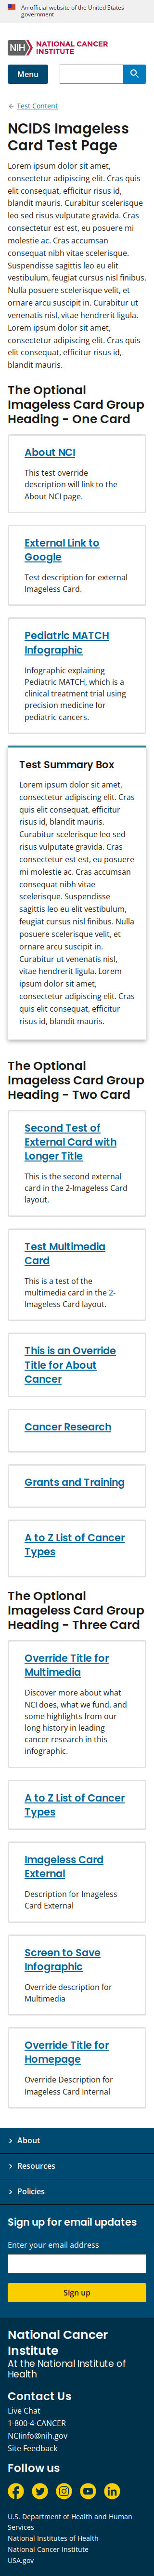 An official website of the United States
government
NIH NATIONAL CANCER
INSTITUTE
Menu
Test Content
NCIDS Imageless
Card Test Page
Lorem ipsum dolor sit amet,
consectetur adipiscing elit. Cras
quis elit consequat, efficitur risus
id, blandit mauris. Curabitur
scelerisque leo sed risus vulputate
gravida. Cras consectetur est est, eu
posuere mi molestie ac. Cras
accumsan consequat nibh vitae
scelerisque. Suspendisse sagittis leo
eu elit vestibulum, feugiat cursus
nisl finibus. Nulla posuere
scelerisque velit, et ornare arcu
suscipit in. Curabitur ut venenatis
nisl, vitae hendrerit ligula. Lorem
ipsum dolor sit amet, consectetur
adipiscing elit. Cras quis elit
consequat, efficitur risus id,
blandit mauris.
The Optional
Imageless Card Group
Heading - One Card
About NCI
This test override
description will link to the
About NCI page.
External Link to
Google
Test description for external
Imageless Card.
Pediatric MATCH
Infographic
Infographic explaining
Pediatric MATCH, which is a
clinical treatment trial using
precision medicine for
pediatric cancers.
Test Summary Box
Lorem ipsum dolor sit amet,
consectetur adipiscing elit. Cras
quis elit consequat, efficitur
risus id, blandit mauris.
Curabitur scelerisque leo sed
risus vulputate gravida. Cras
consectetur est est, eu posuere
mi molestie ac. Cras accumsan
consequat nibh vitae
scelerisque. Suspendisse
sagittis leo eu elit vestibulum,
feugiat cursus nisl finibus. Nulla
posuere scelerisque velit, et
ornare arcu suscipit in.
Curabitur ut venenatis nisl,
vitae hendrerit ligula. Lorem
ipsum dolor sit amet,
consectetur adipiscing elit. Cras
quis elit consequat, efficitur
risus id, blandit mauris.
The Optional
Imageless Card Group
Heading - Two Card
Second Test of
External Card with
Longer Title
This is the second external
card in the 2-Imageless Card
layout.
Test Multimedia
Card
This is a test of the
multimedia card in the 2-
Imageless Card layout.
This is an Override
Title for About
Cancer
Cancer Research
Grants and Training
A to Z List of Cancer
Types
The Optional
Imageless Card Group
Heading - Three Card
Override Title for
Multimedia
Discover more about what
NCI does, what we fund, and
some highlights from our
long history in leading
cancer research in this
infographic.
A to Z List of Cancer
Types
Imageless Card
External
Description for Imageless
Card External
Screen to Save
Infographic
Override description for
Multimedia
Override Title for
Homepage
Override Description for
Imageless Card Internal
About
Resources
Policies
Sign up for email updates
Enter your email address
Sign up
National Cancer
Institute
At the National Institute of
Health
Contact Us
Live Chat
1-800-4-CANCER
NCIinfo@nih.gov
Site Feedback
Follow us
U.S. Department of Health and Human
Services
National Institutes of Health
National Cancer Institute
USA.gov